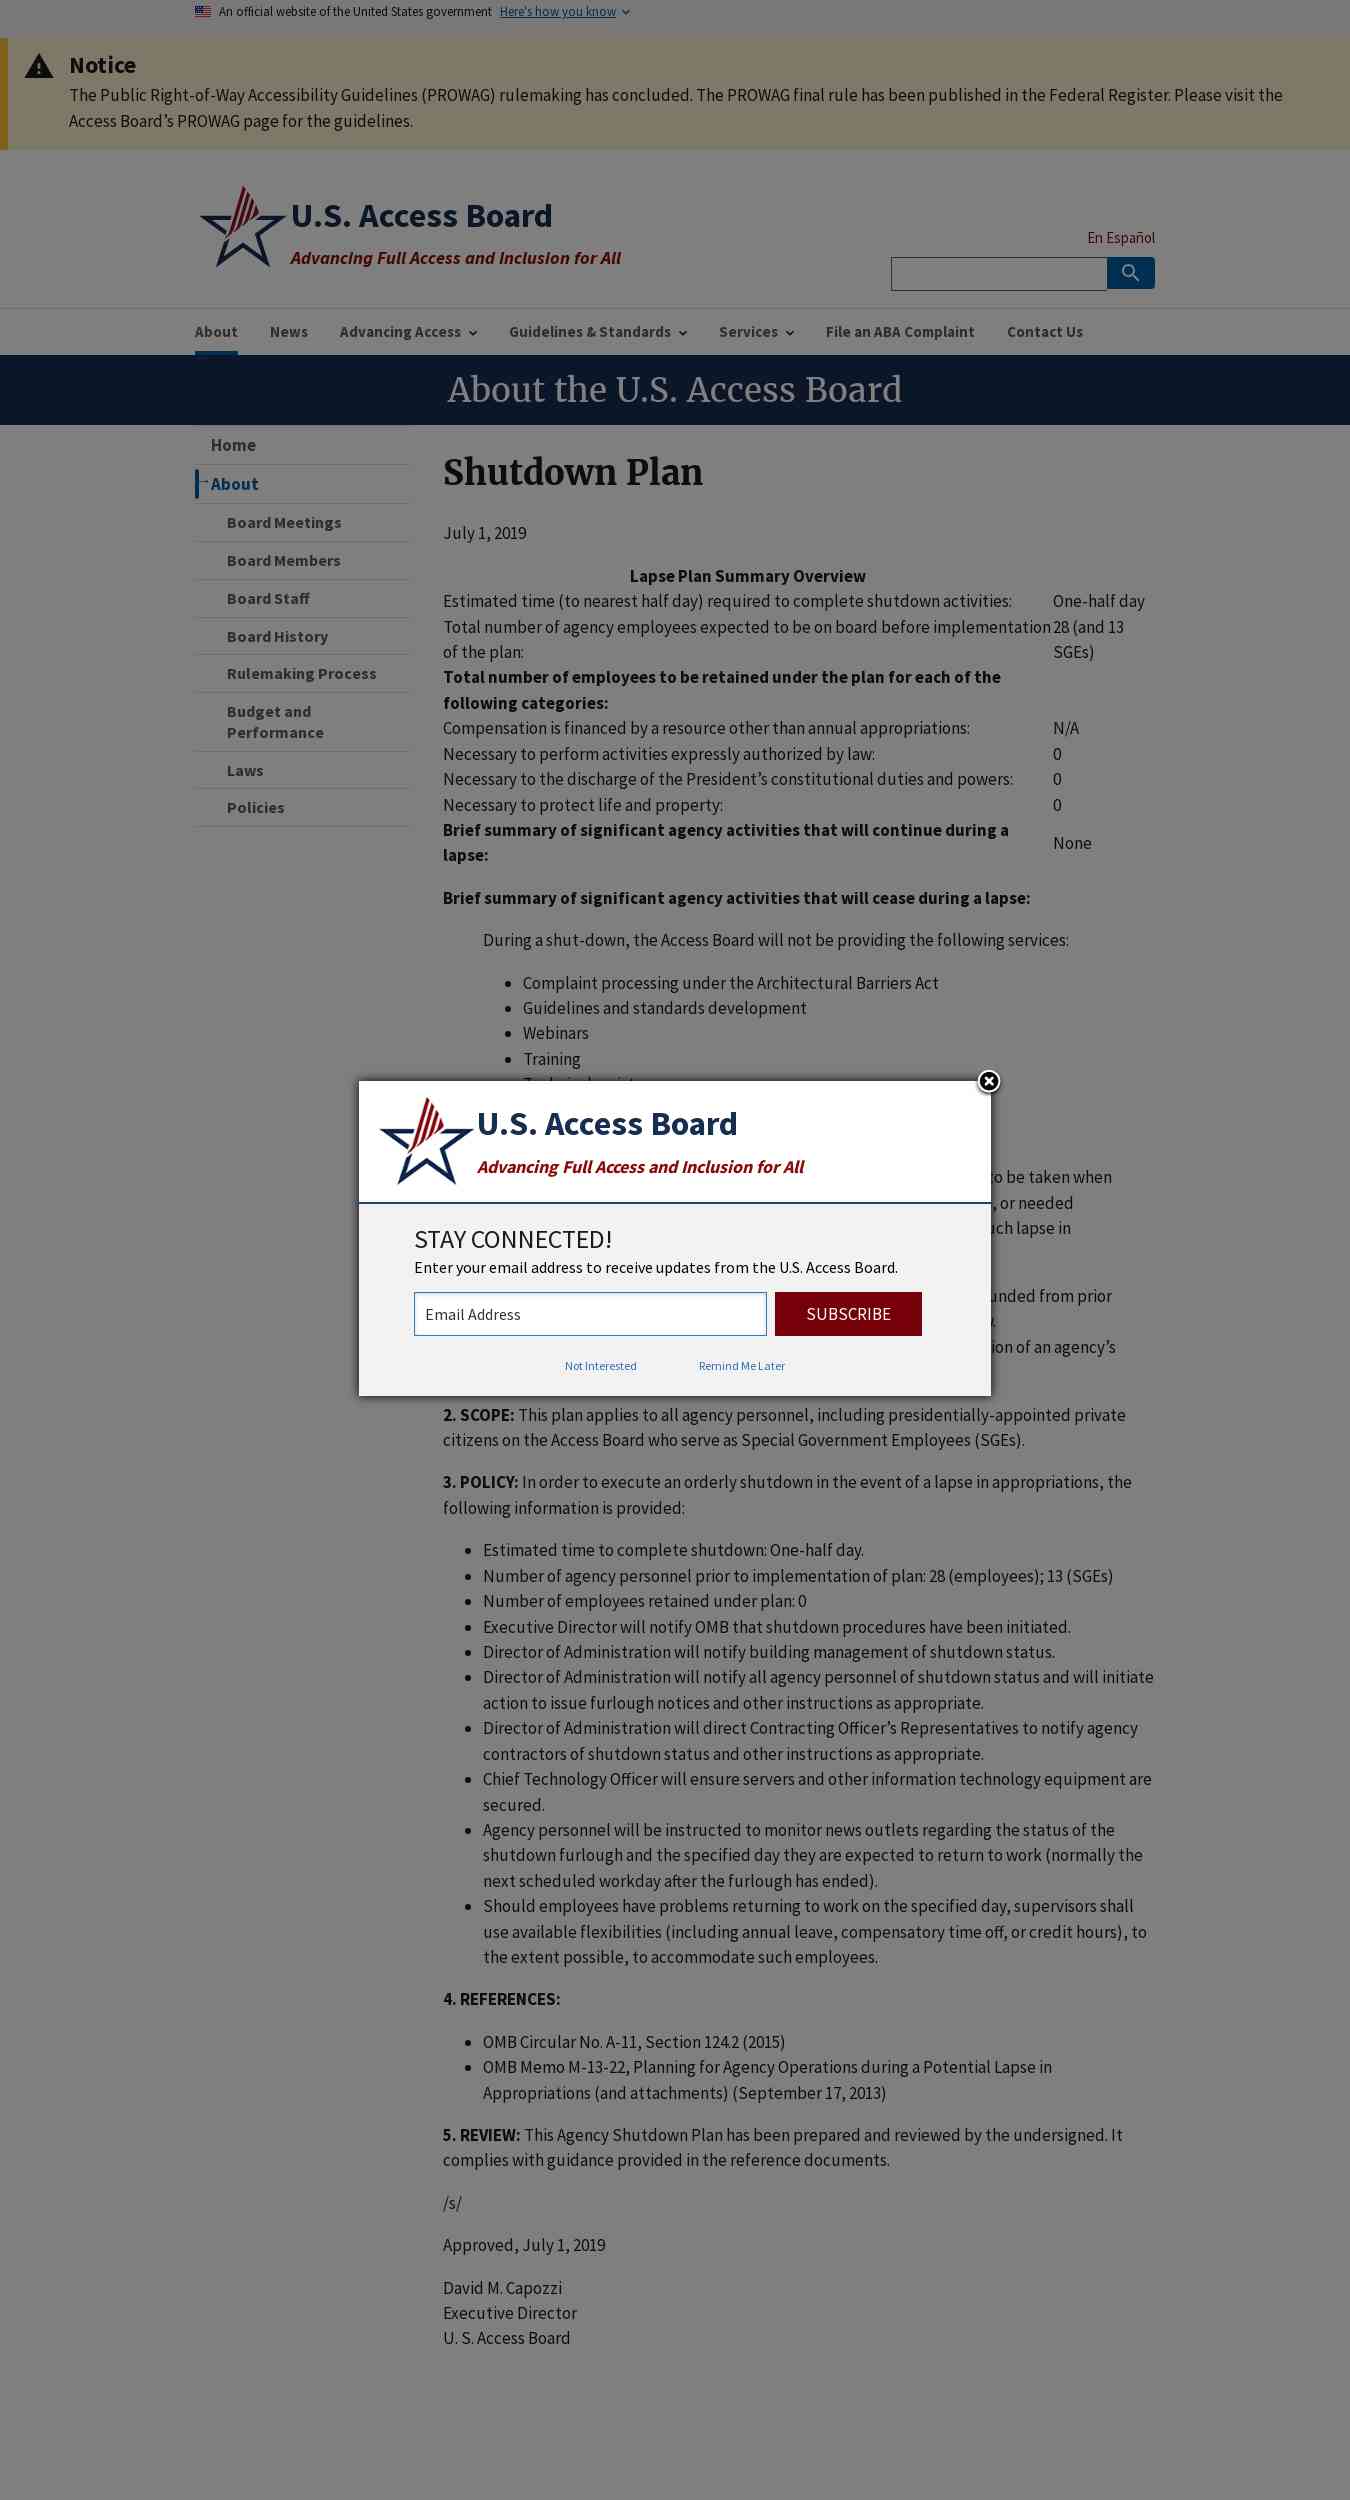 An official website of the United States government Here's how you know
Notice
The Public Right-of-Way Accessibility Guidelines (PROWAG) rulemaking has concluded. The PROWAG final rule has been published in the Federal Register. Please visit the
Access Board’s PROWAG page for the guidelines.
U.S. Access Board
Advancing Full Access and Inclusion for All
En Español
About News Advancing Access Guidelines & Standards Services File an ABA Complaint Contact Us
About the U.S. Access Board
Home
About
Board Meetings
Board Members
Board Staff
Board History
Rulemaking Process
Budget and
Performance
Laws
Policies
Shutdown Plan
July 1, 2019
Lapse Plan Summary Overview
Estimated time (to nearest half day) required to complete shutdown activities: One-half day
Total number of agency employees expected to be on board before implementation 28 (and 13
of the plan: SGEs)
Total number of employees to be retained under the plan for each of the
following categories:
Compensation is financed by a resource other than annual appropriations: N/A
Necessary to perform activities expressly authorized by law: 0
Necessary to the discharge of the President’s constitutional duties and powers: 0
Necessary to protect life and property: 0
Brief summary of significant agency activities that will continue during a
lapse: None
Brief summary of significant agency activities that will cease during a lapse:
During a shut-down, the Access Board will not be providing the following services:
Complaint processing under the Architectural Barriers Act
Guidelines and standards development
Webinars
Training
U.S. Access Board
Advancing Full Access and Inclusion for All
STAY CONNECTED!
Enter your email address to receive updates from the U.S. Access Board.
Email Address SUBSCRIBE
Not Interested Remind Me Later
to be taken when
, or needed
such lapse in
funded from prior
of an agency’s
2. SCOPE: This plan applies to all agency personnel, including presidentially-appointed private
citizens on the Access Board who serve as Special Government Employees (SGEs).
3. POLICY: In order to execute an orderly shutdown in the event of a lapse in appropriations, the
following information is provided:
Estimated time to complete shutdown: One-half day.
Number of agency personnel prior to implementation of plan: 28 (employees); 13 (SGEs)
Number of employees retained under plan: 0
Executive Director will notify OMB that shutdown procedures have been initiated.
Director of Administration will notify building management of shutdown status.
Director of Administration will notify all agency personnel of shutdown status and will initiate
action to issue furlough notices and other instructions as appropriate.
Director of Administration will direct Contracting Officer’s Representatives to notify agency
contractors of shutdown status and other instructions as appropriate.
Chief Technology Officer will ensure servers and other information technology equipment are
secured.
Agency personnel will be instructed to monitor news outlets regarding the status of the
shutdown furlough and the specified day they are expected to return to work (normally the
next scheduled workday after the furlough has ended).
Should employees have problems returning to work on the specified day, supervisors shall
use available flexibilities (including annual leave, compensatory time off, or credit hours), to
the extent possible, to accommodate such employees.
4. REFERENCES:
OMB Circular No. A-11, Section 124.2 (2015)
OMB Memo M-13-22, Planning for Agency Operations during a Potential Lapse in
Appropriations (and attachments) (September 17, 2013)
5. REVIEW: This Agency Shutdown Plan has been prepared and reviewed by the undersigned. It
complies with guidance provided in the reference documents.
/s/
Approved, July 1, 2019
David M. Capozzi
Executive Director
U. S. Access Board